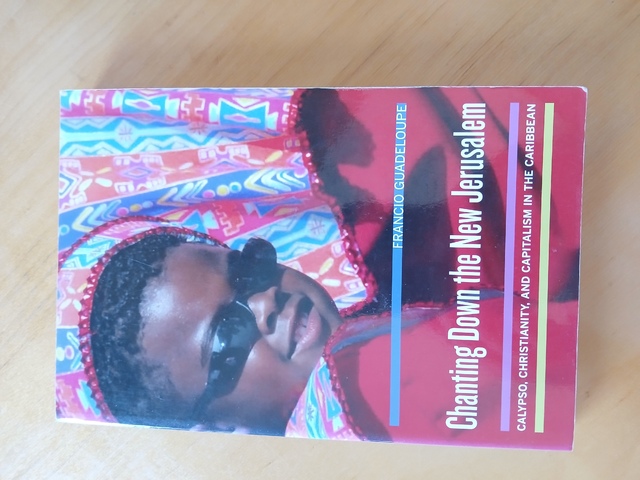 FRANCIO GUADELOUPE
Chanting Down the New Jerusalem
CALYPSO, CHRISTIANITY, AND CAPITALISM IN THE CARIBBEAN